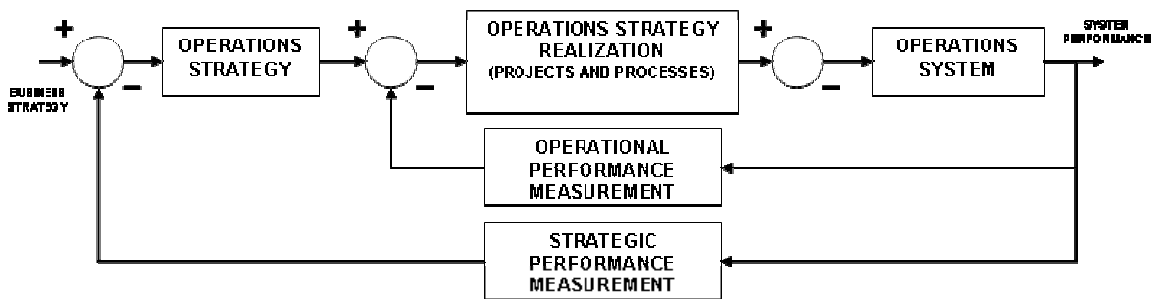 +
OPERATIONS
STRATEGY
−
BUSINESS
STRATEGY
+
−
OPERATIONS STRATEGY
REALIZATION
(PROJECTS AND PROCESSES)
+
−
OPERATIONS
SYSTEM
SYSTEM
PERFORMANCE
OPERATIONAL
PERFORMANCE
MEASUREMENT
STRATEGIC
PERFORMANCE
MEASUREMENT